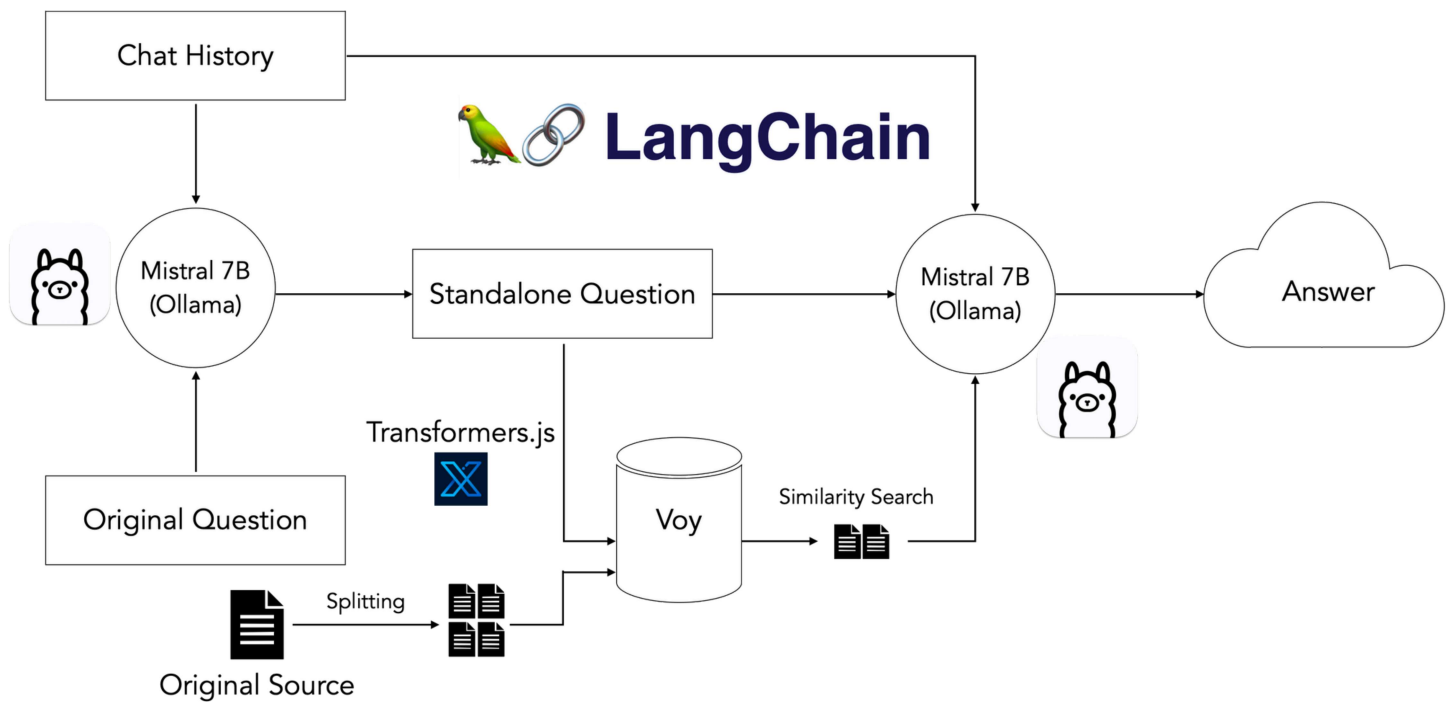 Chat History
LangChain
Mistral 7B
(Ollama)
Standalone Question
Mistral 7B
(Ollama)
Answer
Transformers.js
Original Question
Voy
Similarity Search
Splitting
Original Source